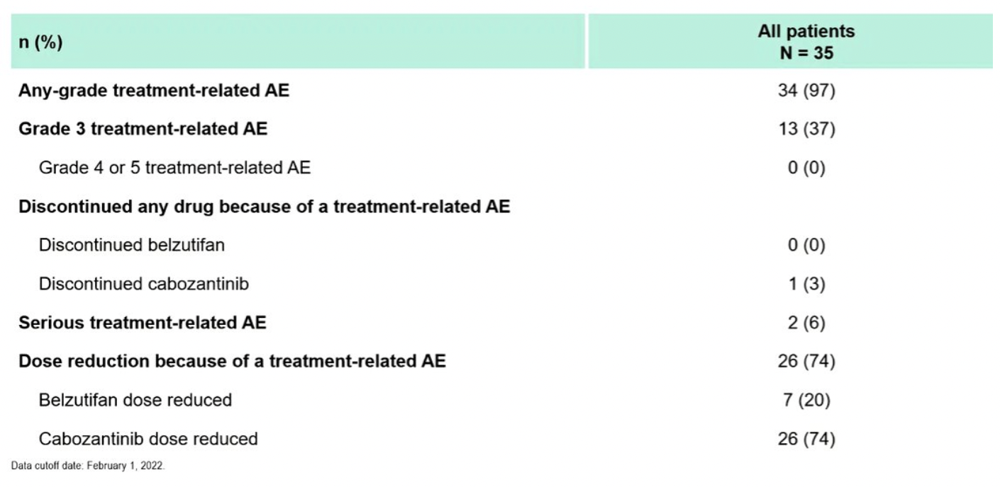 n (%)
All patients
N = 35
Any-grade treatment-related AE 34 (97)
Grade 3 treatment-related AE 13 (37)
Grade 4 or 5 treatment-related AE 0 (0)
Discontinued any drug because of a treatment-related AE
Discontinued belzutifan 0 (0)
Discontinued cabozantinib 1 (3)
Serious treatment-related AE 2 (6)
Dose reduction because of a treatment-related AE 26 (74)
Belzutifan dose reduced 7 (20)
Cabozantinib dose reduced 26 (74)
Data cutoff date: February 1, 2022.